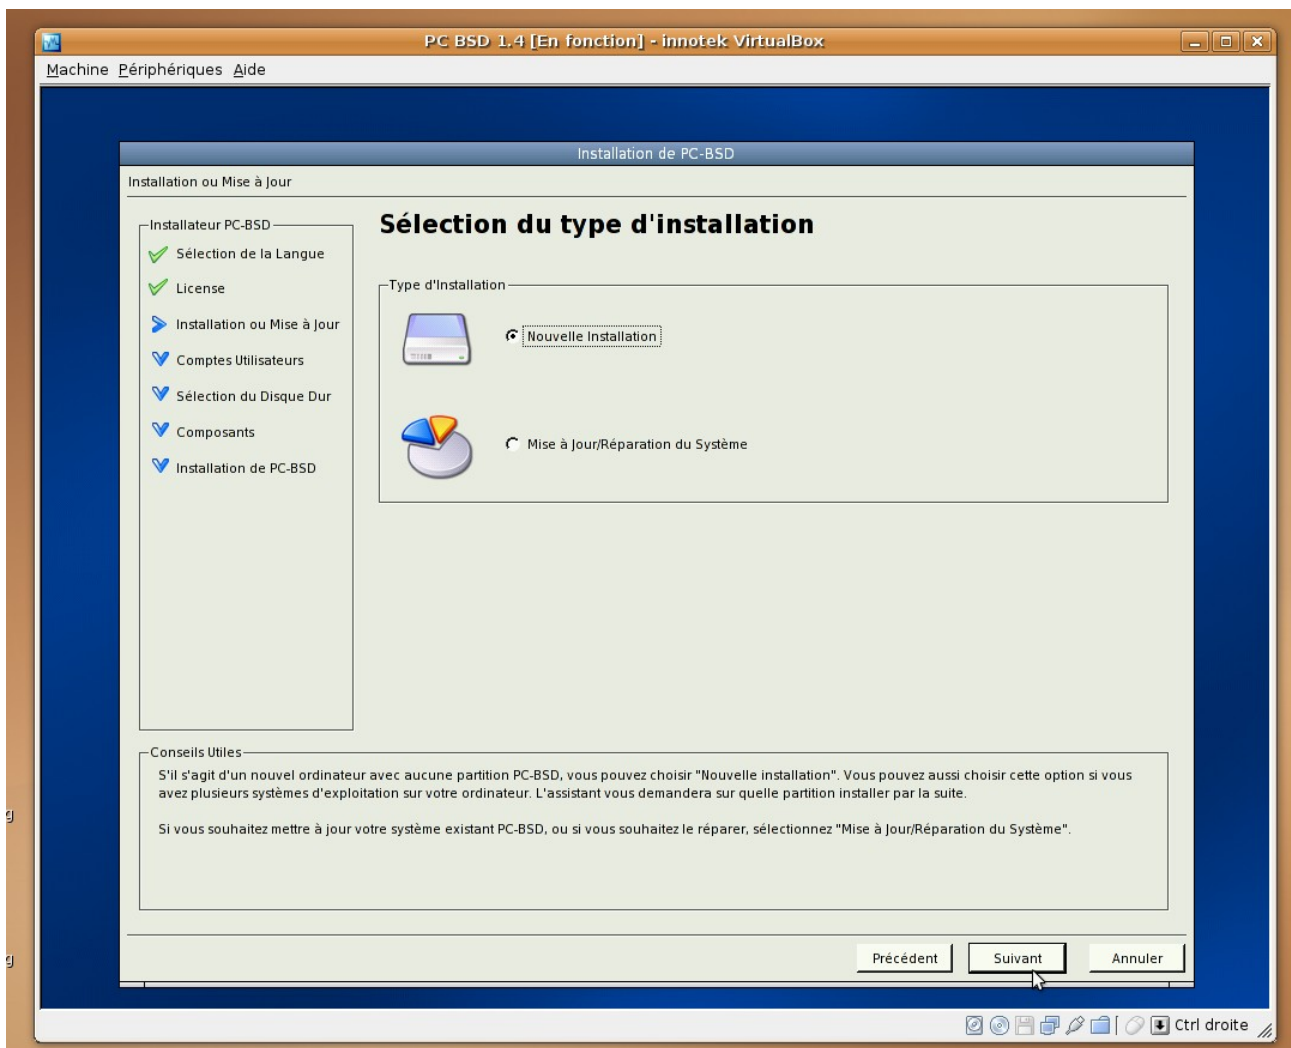 PC BSD 1.4 [En fonction] - innotek VirtualBox
Machine Périphériques Aide
Installation de PC-BSD
Installation ou Mise à Jour
Installateur PC-BSD
Sélection de la Langue
License
Installation ou Mise à Jour
Comptes Utilisateurs
Sélection du Disque Dur
Composants
Installation de PC-BSD
Sélection du type d'installation
Type d'Installation
Nouvelle Installation
Mise à Jour/Réparation du Système
Conseils Utiles
S'il s'agit d'un nouvel ordinateur avec aucune partition PC-BSD, vous pouvez choisir "Nouvelle installation". Vous pouvez aussi choisir cette option si vous
avez plusieurs systèmes d'exploitation sur votre ordinateur. L'assistant vous demandera sur quelle partition installer par la suite.
Si vous souhaitez mettre à jour votre système existant PC-BSD, ou si vous souhaitez le réparer, sélectionnez "Mise à Jour/Réparation du Système".
g
g
Précédent Suivant Annuler
Ctrl droite